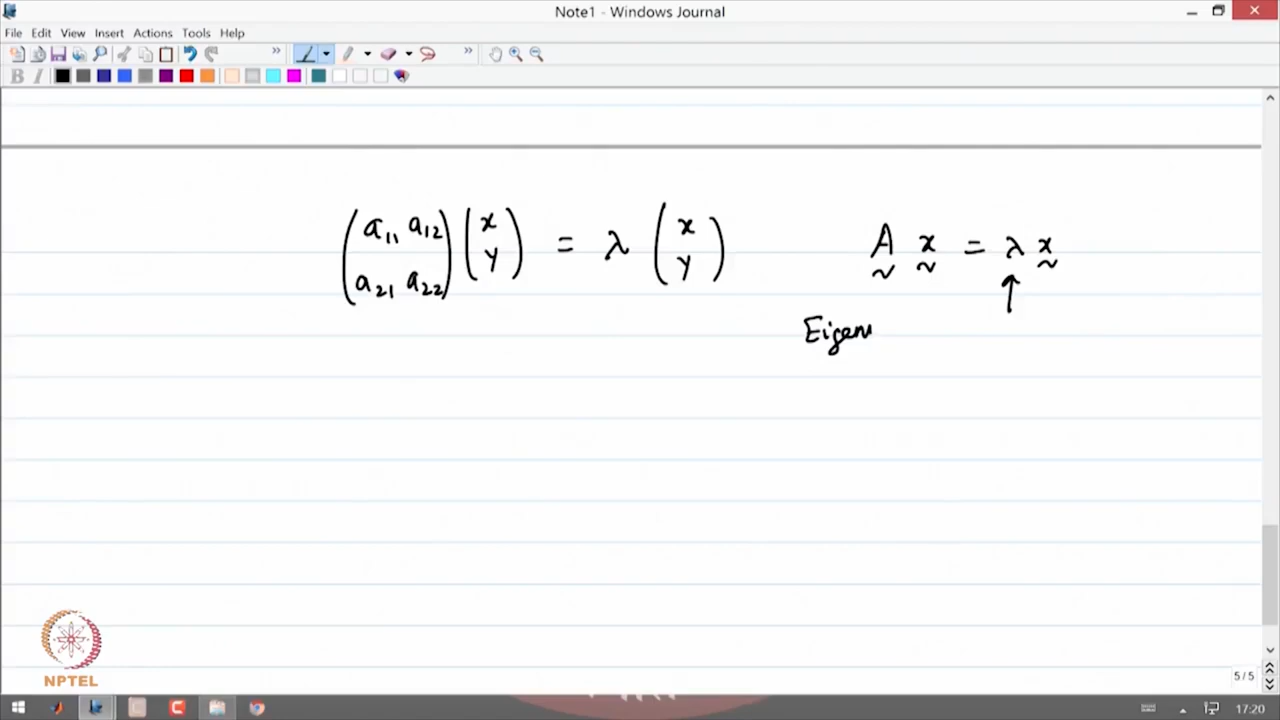 Note1 - Windows Journal
File Edit View Insert Actions Tools Help
B I
(a₁₁ a₁₂) (x) = λ (x) A x = λ x
(a₂₁ a₂₂) (y) (y) ~ ~ ~
↑
Eigen
5 / 5
NPTEL
17:20